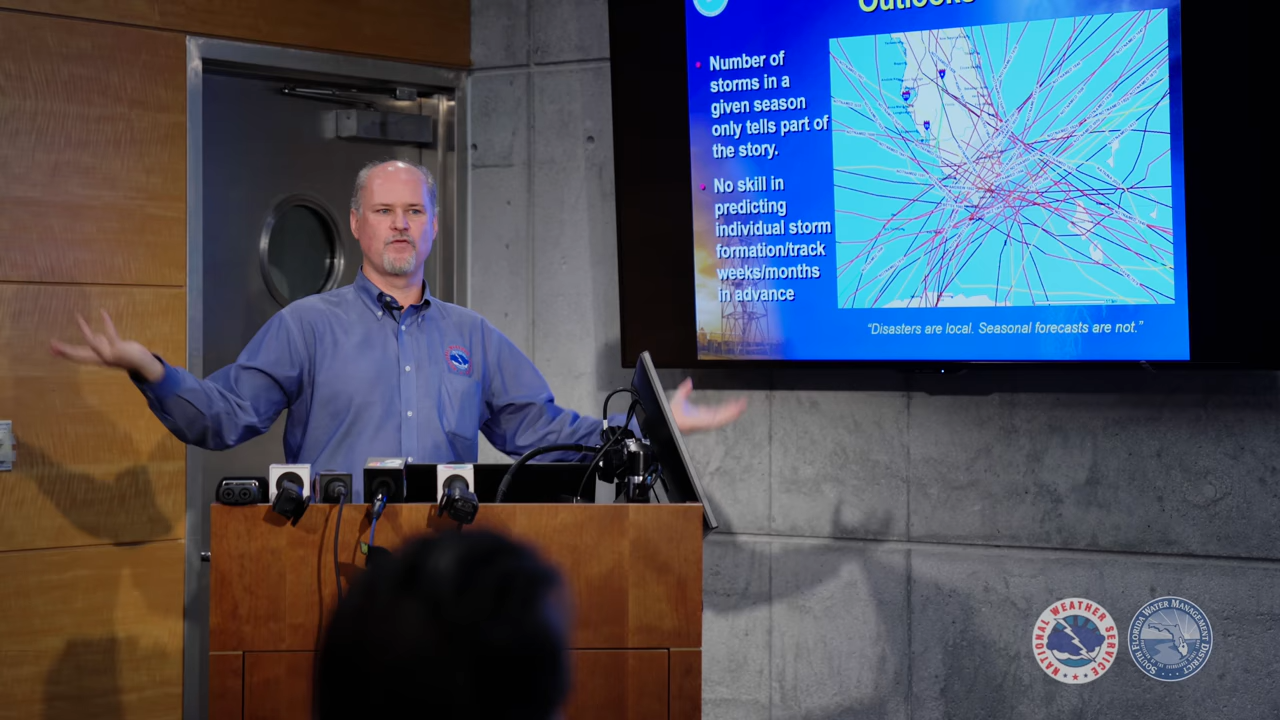 Outlooks
Number of
storms in a
given season
only tells part of
the story.
No skill in
predicting
individual storm
formation/track
weeks/months
in advance
"Disasters are local. Seasonal forecasts are not."
NATIONAL WEATHER SERVICE
SOUTH FLORIDA WATER MANAGEMENT DISTRICT